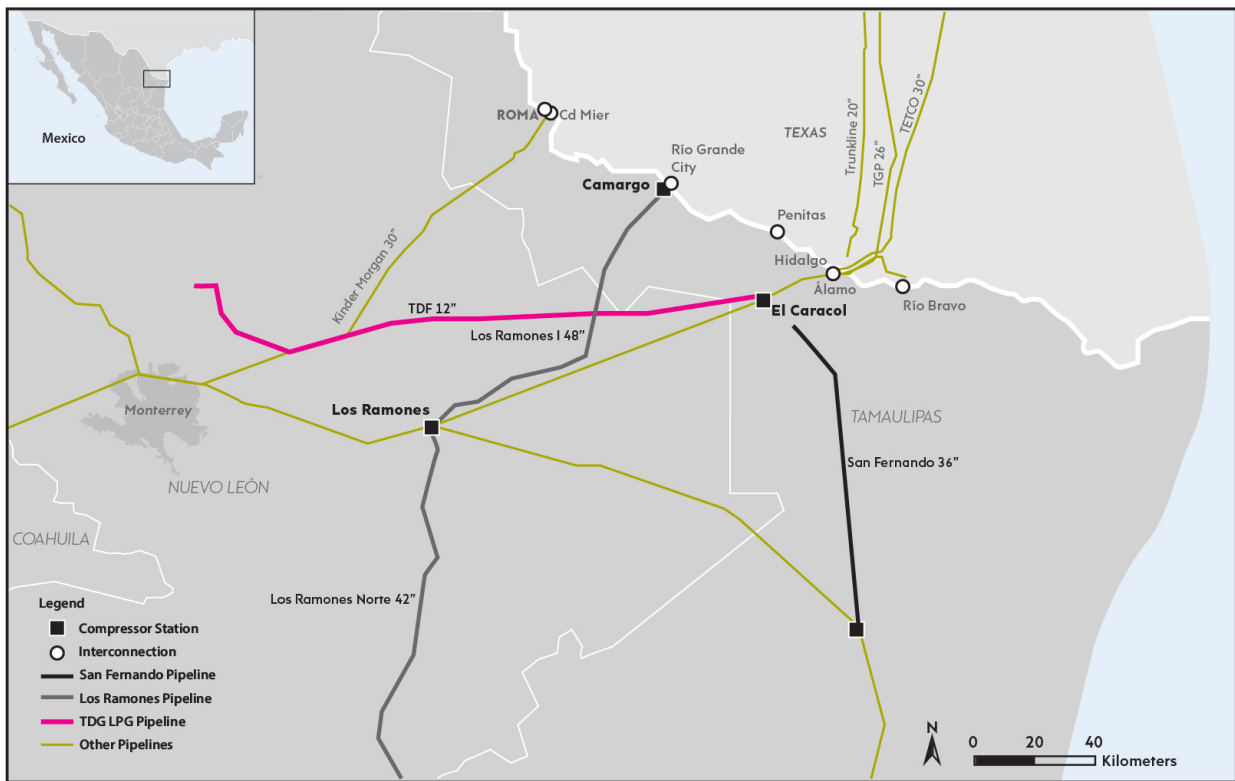 Mexico
ROMA
Cd Mier
TEXAS
Trunkline 20”
TGP 26”
TETCO 30”
Río Grande
City
Camargo
Penitas
Hidalgo
Álamo
Río Bravo
Kinder Morgan 30”
TDF 12”
El Caracol
Los Ramones I 48”
Monterrey
Los Ramones
TAMAULIPAS
San Fernando 36”
NUEVO LEÓN
COAHUILA
Los Ramones Norte 42”
Legend
Compressor Station
Interconnection
San Fernando Pipeline
Los Ramones Pipeline
TDG LPG Pipeline
Other Pipelines
N
0 20 40
Kilometers